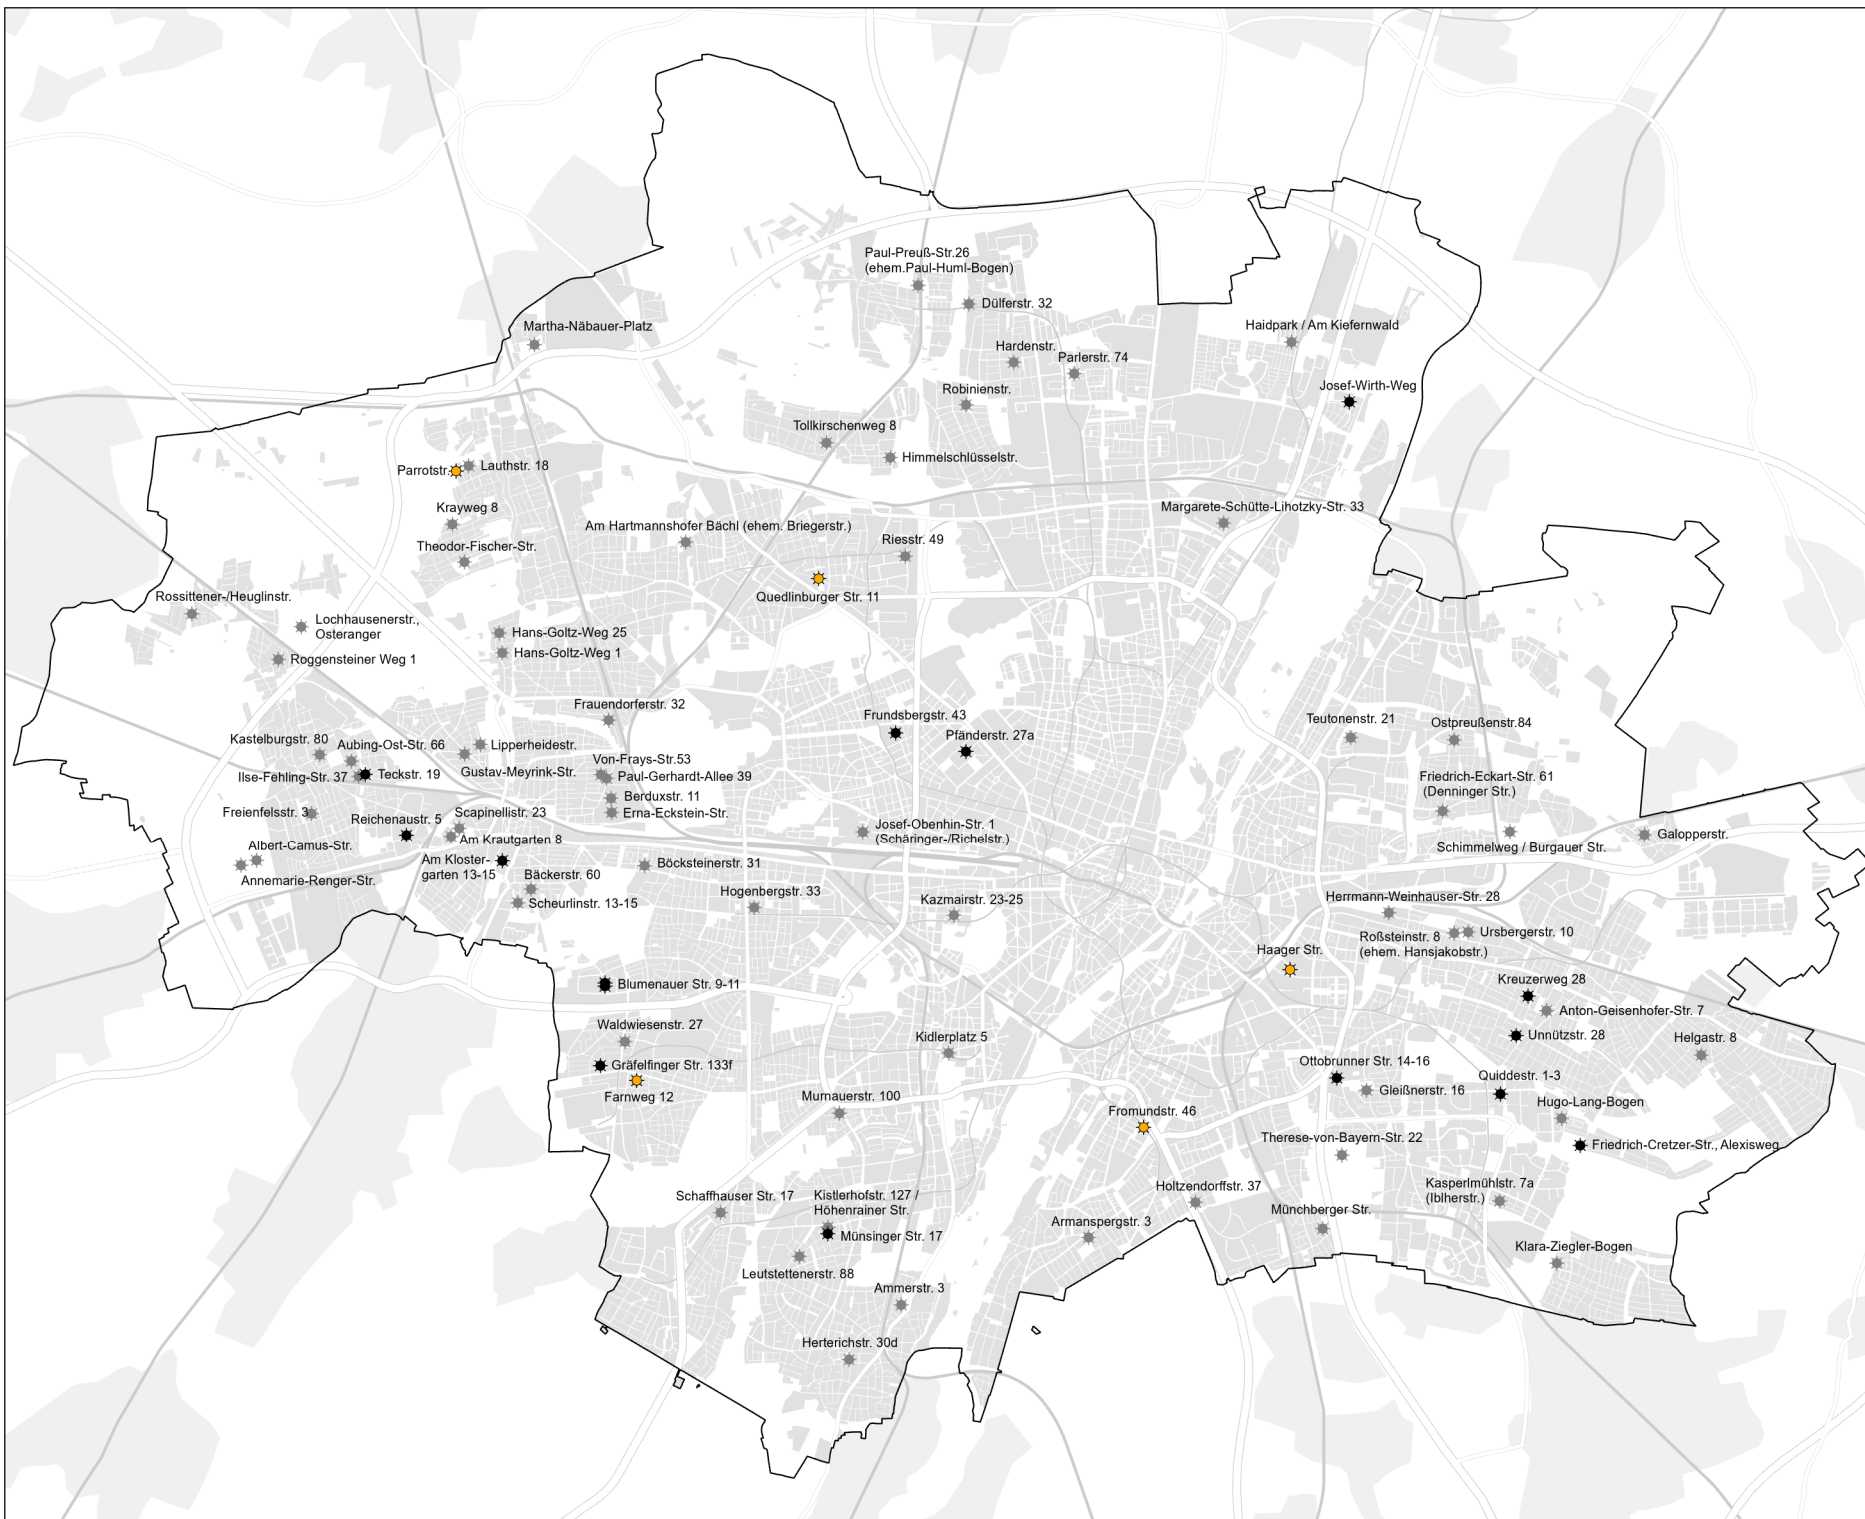 Paul-Preuß-Str.26
(ehem.Paul-Huml-Bogen)
Dülferstr. 32
Martha-Näbauer-Platz
Haidpark / Am Kiefernwald
Hardenstr.
Parlerstr. 74
Josef-Wirth-Weg
Robinienstr.
Tollkirschenweg 8
Himmelschlüsselstr.
Parrotstr.
Lauthstr. 18
Krayweg 8
Margarete-Schütte-Lihotzky-Str. 33
Am Hartmannshofer Bächl (ehem. Briegerstr.)
Riesstr. 49
Theodor-Fischer-Str.
Quedlinburger Str. 11
Rossittener-/Heuglinstr.
Lochhausenerstr.,
Osteranger
Hans-Goltz-Weg 25
Hans-Goltz-Weg 1
Roggensteiner Weg 1
Frauendorferstr. 32
Frundsbergstr. 43
Pfänderstr. 27a
Teutonenstr. 21
Ostpreußenstr.84
Kastelburgstr. 80
Aubing-Ost-Str. 66
Lipperheidestr.
Gustav-Meyrink-Str.
Von-Frays-Str.53
Paul-Gerhardt-Allee 39
Ilse-Fehling-Str. 37
Teckstr. 19
Friedrich-Eckart-Str. 61
(Denninger Str.)
Berduxstr. 11
Erna-Eckstein-Str.
Freienfelsstr. 3
Reichenaustr. 5
Scapinellistr. 23
Am Krautgarten 8
Josef-Obenhin-Str. 1
(Schäringer-/Richelstr.)
Galopperstr.
Schimmelweg / Burgauer Str.
Albert-Camus-Str.
Annemarie-Renger-Str.
Am Kloster-
garten 13-15
Böcksteinerstr. 31
Bäckerstr. 60
Scheurlinstr. 13-15
Hogenbergstr. 33
Kazmairstr. 23-25
Herrmann-Weinhauser-Str. 28
Roßsteinstr. 8
(ehem. Hansjakobstr.)
Ursbergerstr. 10
Haager Str.
Blumenauer Str. 9-11
Kreuzerweg 28
Anton-Geisenhofer-Str. 7
Waldwiesenstr. 27
Kidlerplatz 5
Unnützstr. 28
Helgastr. 8
Gräfelfinger Str. 133f
Farnweg 12
Ottobrunner Str. 14-16
Gleißnerstr. 16
Quiddestr. 1-3
Murnauerstr. 100
Hugo-Lang-Bogen
Fromundstr. 46
Therese-von-Bayern-Str. 22
Friedrich-Cretzer-Str., Alexisweg
Schaffhauser Str. 17
Kistlerhofstr. 127 /
Höhenrainer Str.
Münsinger Str. 17
Holtzendorffstr. 37
Kasperlmühlstr. 7a
(Iblherstr.)
Münchberger Str.
Armanspergstr. 3
Klara-Ziegler-Bogen
Leutstettenerstr. 88
Ammerstr. 3
Herterichstr. 30d